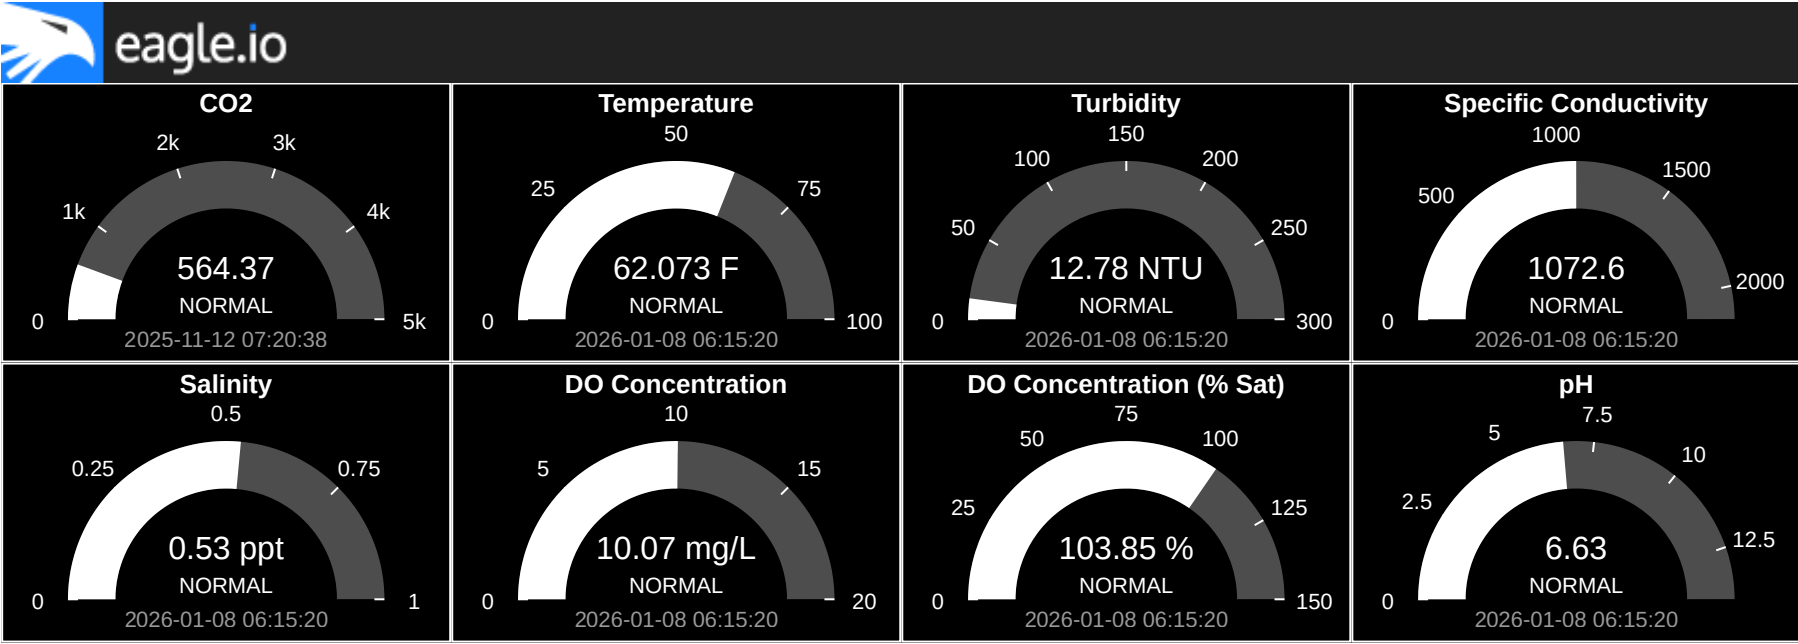 eagle.io
CO2
0
1k
2k
3k
4k
5k
564.37
NORMAL
2025-11-12 07:20:38
Temperature
0
25
50
75
100
62.073 F
NORMAL
2026-01-08 06:15:20
Turbidity
0
50
100
150
200
250
300
12.78 NTU
NORMAL
2026-01-08 06:15:20
Specific Conductivity
0
500
1000
1500
2000
1072.6
NORMAL
2026-01-08 06:15:20
Salinity
0
0.25
0.5
0.75
1
0.53 ppt
NORMAL
2026-01-08 06:15:20
DO Concentration
0
5
10
15
20
10.07 mg/L
NORMAL
2026-01-08 06:15:20
DO Concentration (% Sat)
0
25
50
75
100
125
150
103.85 %
NORMAL
2026-01-08 06:15:20
pH
0
2.5
5
7.5
10
12.5
6.63
NORMAL
2026-01-08 06:15:20